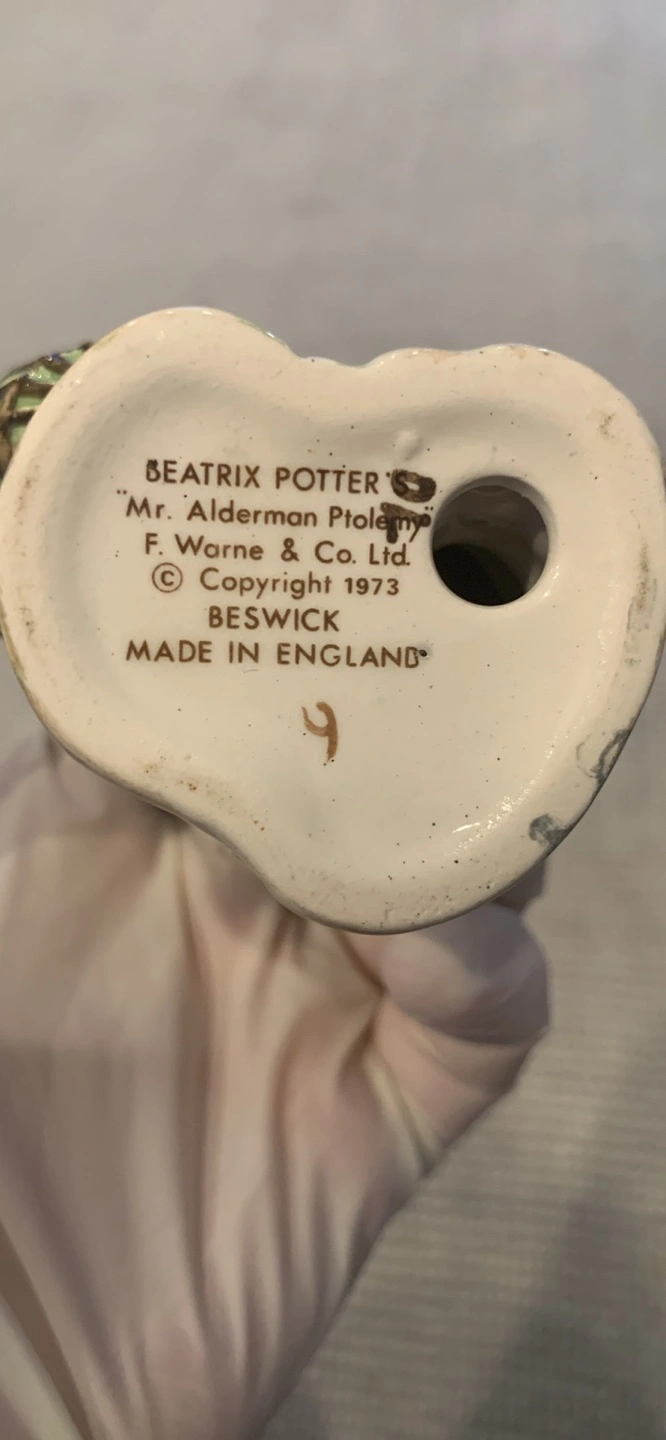 BEATRIX POTTER'S
"Mr. Alderman Ptolemy"
F. Warne & Co. Ltd.
© Copyright 1973
BESWICK
MADE IN ENGLAND